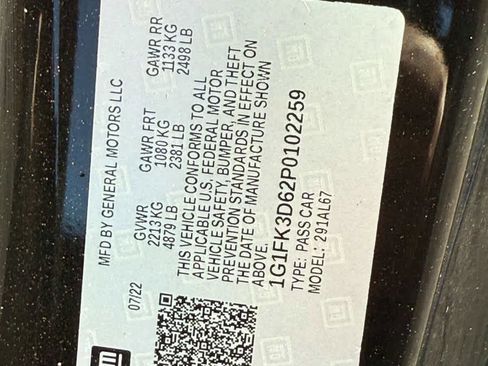 MFD BY GENERAL MOTORS LLC
07/22
GVWR GAWR FRT GAWR RR
2213 KG 1080 KG 1133 KG
4879 LB 2381 LB 2498 LB
THIS VEHICLE CONFORMS TO ALL
APPLICABLE U.S. FEDERAL MOTOR
VEHICLE SAFETY, BUMPER, AND THEFT
PREVENTION STANDARDS IN EFFECT ON
THE DATE OF MANUFACTURE SHOWN
ABOVE.
1G1FK3D62P0102259
TYPE: PASS CAR
MODEL: 291AL67
gm